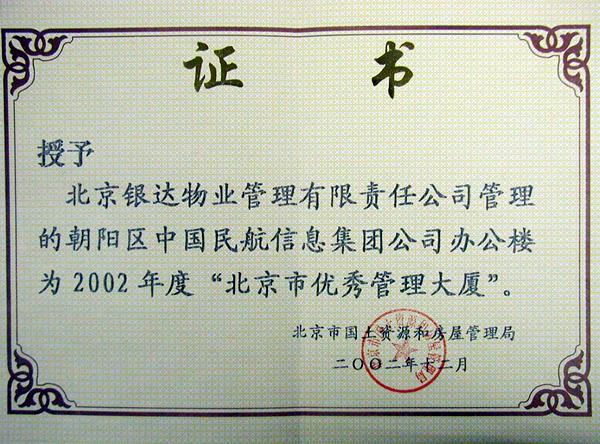 证 书
授予
北京银达物业管理有限责任公司管理
的朝阳区中国民航信息集团公司办公楼
为2002年度“北京市优秀管理大厦”。
北京市国土资源和房屋管理局
二〇〇二年十二月